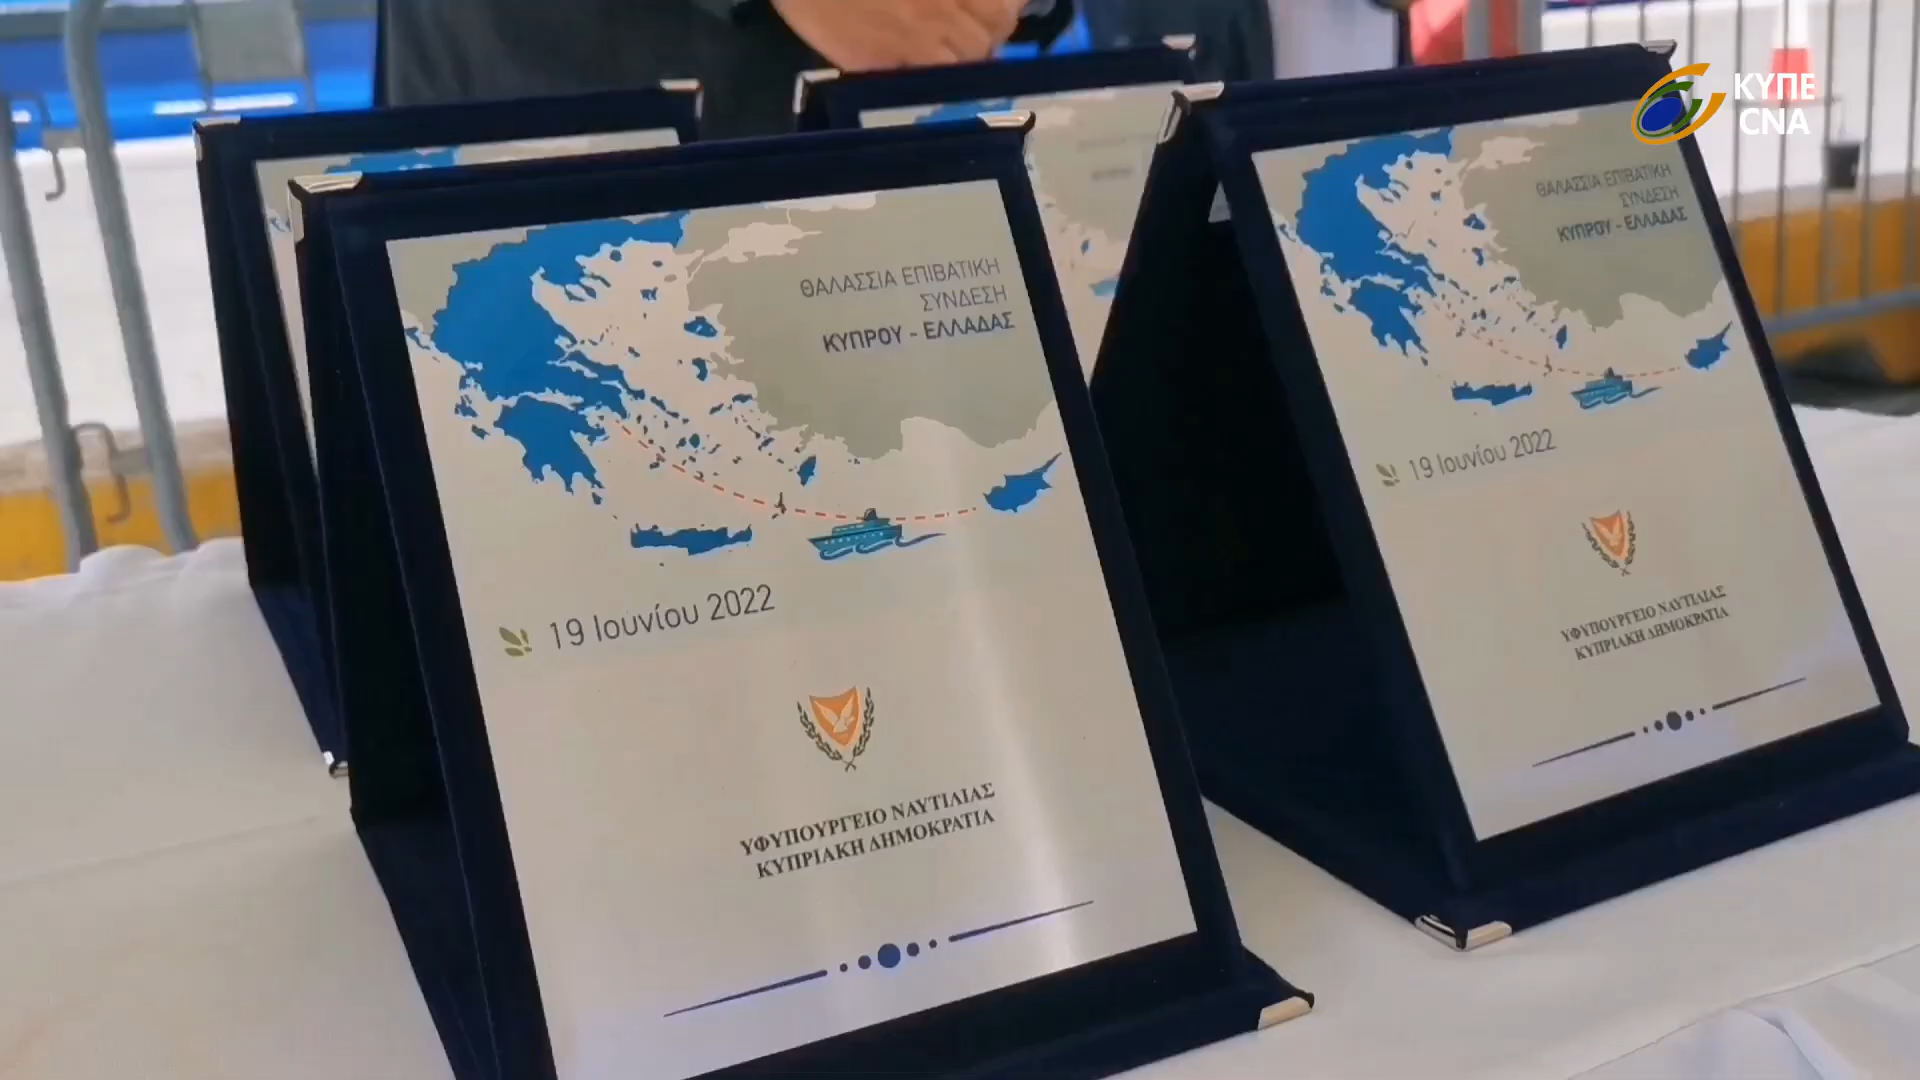 ΚΥΠΕ
CNA
ΘΑΛΑΣΣΙΑ ΕΠΙΒΑΤΙΚΗ
ΣΥΝΔΕΣΗ
ΚΥΠΡΟΥ - ΕΛΛΑΔΑΣ
19 Ιουνίου 2022
ΥΦΥΠΟΥΡΓΕΙΟ ΝΑΥΤΙΛΙΑΣ
ΚΥΠΡΙΑΚΗ ΔΗΜΟΚΡΑΤΙΑ
ΘΑΛΑΣΣΙΑ ΕΠΙΒΑΤΙΚΗ
ΣΥΝΔΕΣΗ
ΚΥΠΡΟΥ - ΕΛΛΑΔΑΣ
19 Ιουνίου 2022
ΥΦΥΠΟΥΡΓΕΙΟ ΝΑΥΤΙΛΙΑΣ
ΚΥΠΡΙΑΚΗ ΔΗΜΟΚΡΑΤΙΑ